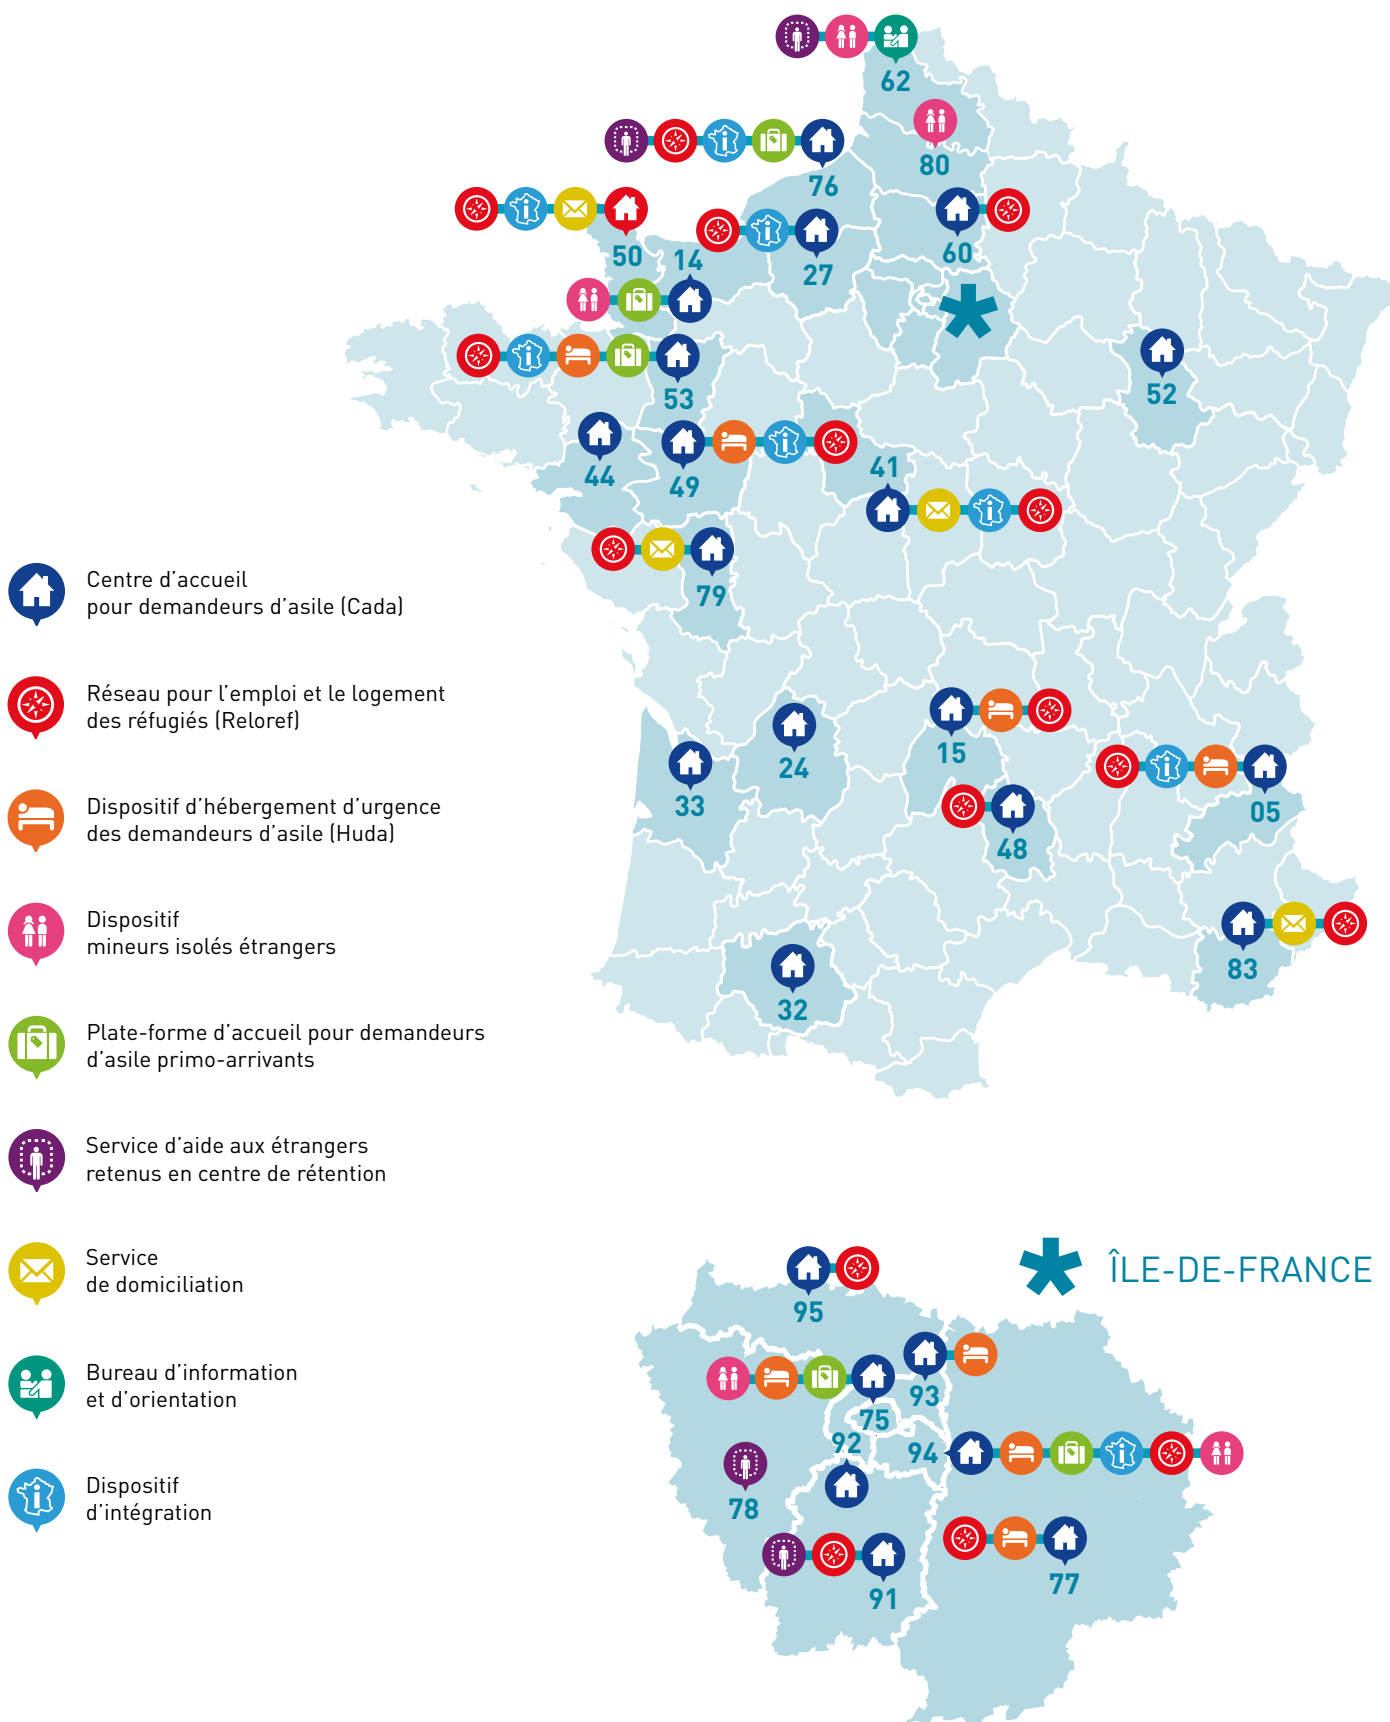 62
80
76
60
50
14
27
53
52
44
49
41
79
15
24
33
05
48
83
32
Centre d'accueil
pour demandeurs d'asile (Cada)
Réseau pour l'emploi et le logement
des réfugiés (Reloref)
Dispositif d'hébergement d'urgence
des demandeurs d'asile (Huda)
Dispositif
mineurs isolés étrangers
Plate-forme d'accueil pour demandeurs
d'asile primo-arrivants
Service d'aide aux étrangers
retenus en centre de rétention
Service
de domiciliation
Bureau d'information
et d'orientation
Dispositif
d'intégration
ÎLE-DE-FRANCE
95
93
75
92
94
78
91
77